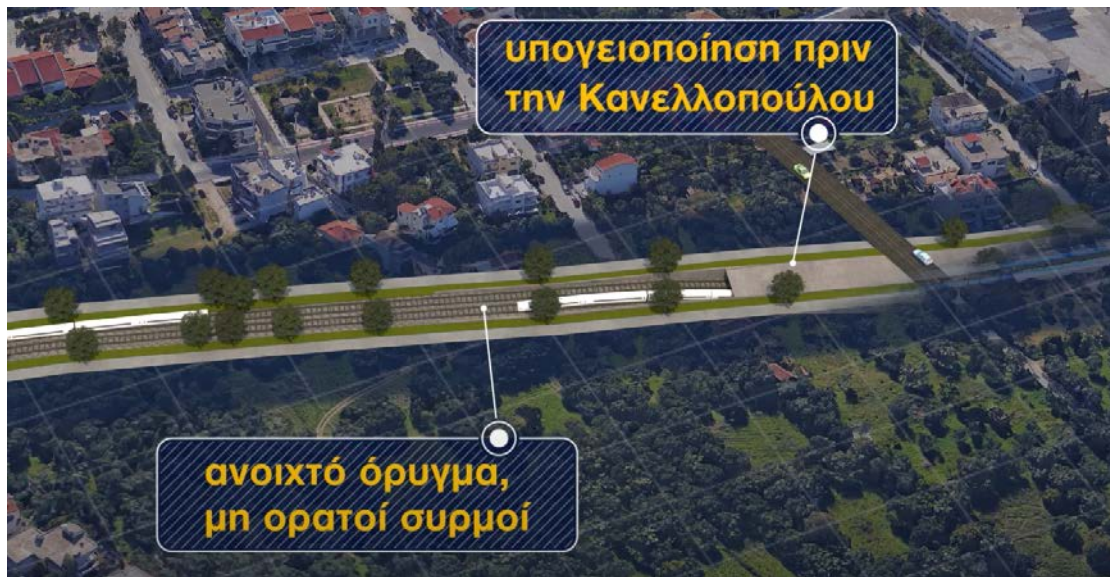 υπογειοποίηση πριν
την Κανελλοπούλου
ανοιχτό όρυγμα,
μη ορατοί συρμοί